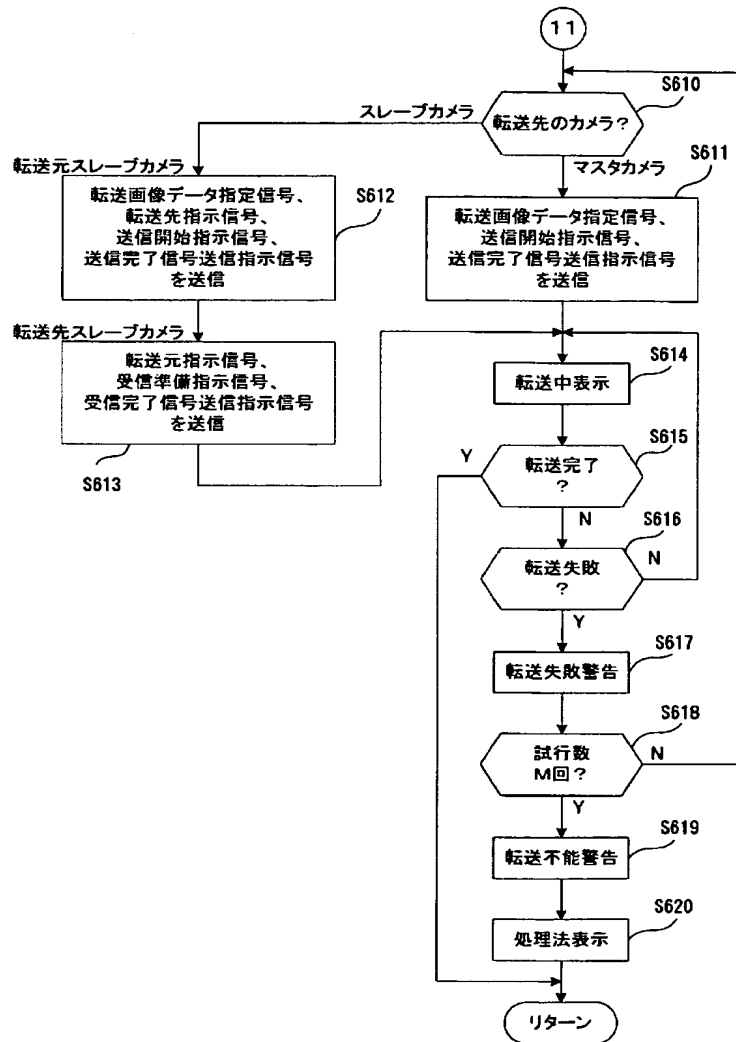 11
S610
転送先のカメラ?
スレーブカメラ
マスタカメラ
S611
転送画像データ指定信号、
送信開始指示信号、
送信完了信号送信指示信号
を送信
転送元スレーブカメラ
S612
転送画像データ指定信号、
転送先指示信号、
送信開始指示信号、
送信完了信号送信指示信号
を送信
転送先スレーブカメラ
転送元指示信号、
受信準備指示信号、
受信完了信号送信指示信号
を送信
S613
S614
転送中表示
S615
転送完了
?
Y
N
S616
転送失敗
?
N
Y
S617
転送失敗警告
S618
試行数
M回?
N
Y
S619
転送不能警告
S620
処理法表示
リターン